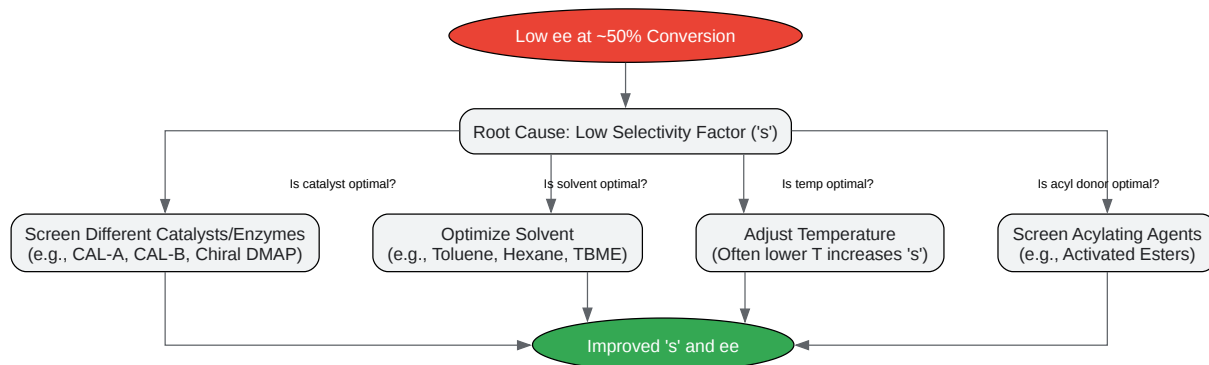 Low ee at ~50% Conversion
Root Cause: Low Selectivity Factor ('s')
Is catalyst optimal?
Is solvent optimal?
Is temp optimal?
Is acyl donor optimal?
Screen Different Catalysts/Enzymes
(e.g., CAL-A, CAL-B, Chiral DMAP)
Optimize Solvent
(e.g., Toluene, Hexane, TBME)
Adjust Temperature
(Often lower T increases 's')
Screen Acylating Agents
(e.g., Activated Esters)
Improved 's' and ee